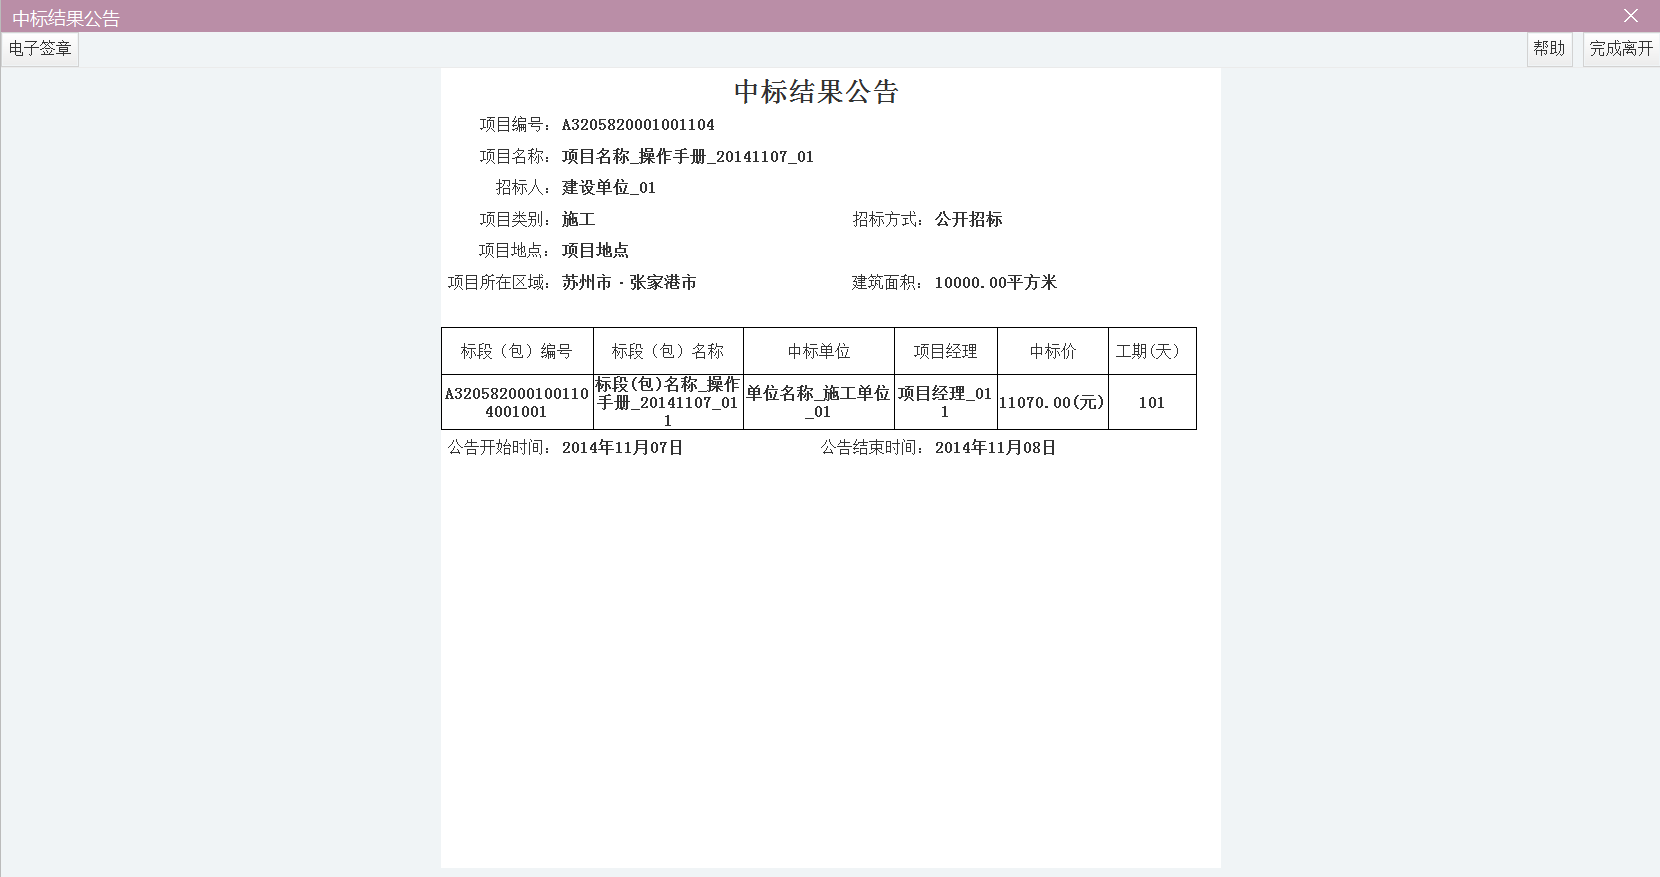 中标结果公告
电子签章 帮助 完成离开
中标结果公告
项目编号: A3205820001001104
项目名称: 项目名称_操作手册_20141107_01
招标人: 建设单位_01
项目类别: 施工 招标方式: 公开招标
项目地点: 项目地点
项目所在区域: 苏州市·张家港市 建筑面积: 10000.00平方米
标段（包）编号 标段（包）名称 中标单位 项目经理 中标价 工期(天)
A320582000100110
4001001
标段(包)名称_操作
手册_20141107_01
1
单位名称_施工单位
_01
项目经理_01
1
11070.00(元)
101
公告开始时间: 2014年11月07日 公告结束时间: 2014年11月08日